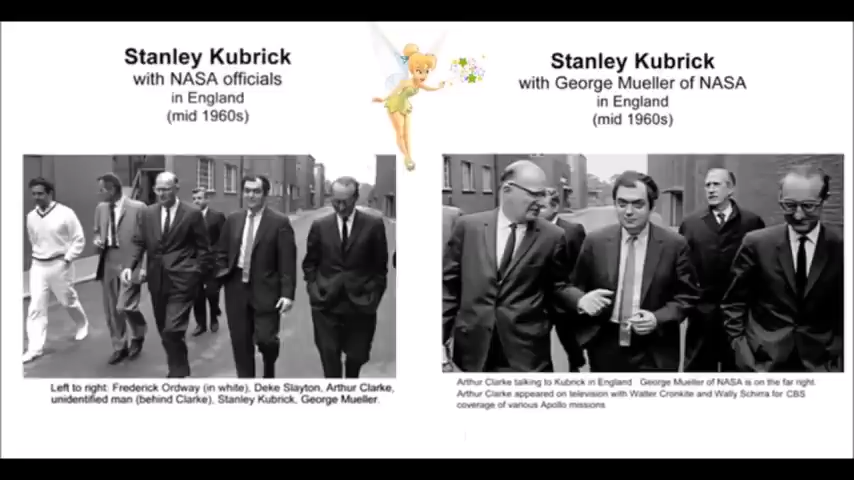 Stanley Kubrick
with NASA officials
in England
(mid 1960s)
Left to right: Frederick Ordway (in white), Deke Slayton, Arthur Clarke,
unidentified man (behind Clarke), Stanley Kubrick, George Mueller.
Stanley Kubrick
with George Mueller of NASA
in England
(mid 1960s)
Arthur Clarke talking to Kubrick in England George Mueller of NASA is on the far right.
Arthur Clarke appeared on television with Walter Cronkite and Wally Schirra for CBS
coverage of various Apollo missions